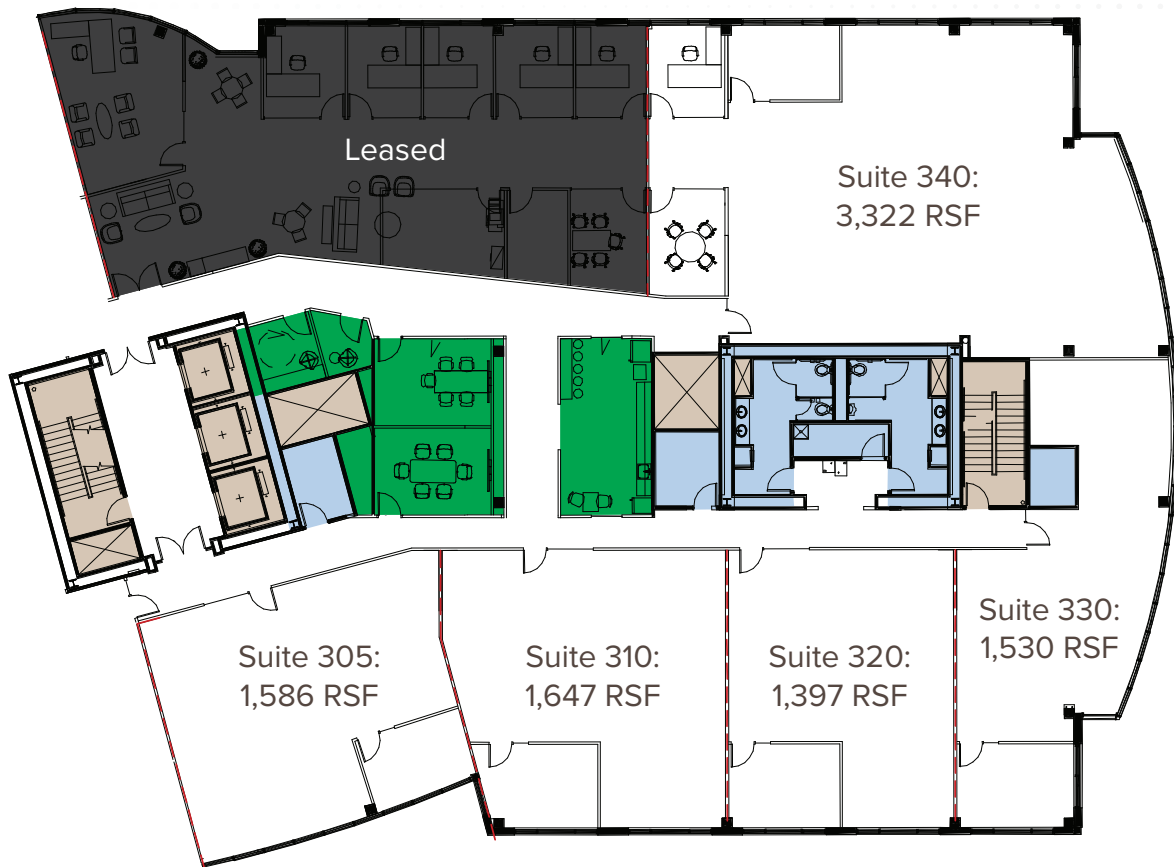 Leased
Suite 340:
3,322 RSF
Suite 305:
1,586 RSF
Suite 310:
1,647 RSF
Suite 320:
1,397 RSF
Suite 330:
1,530 RSF